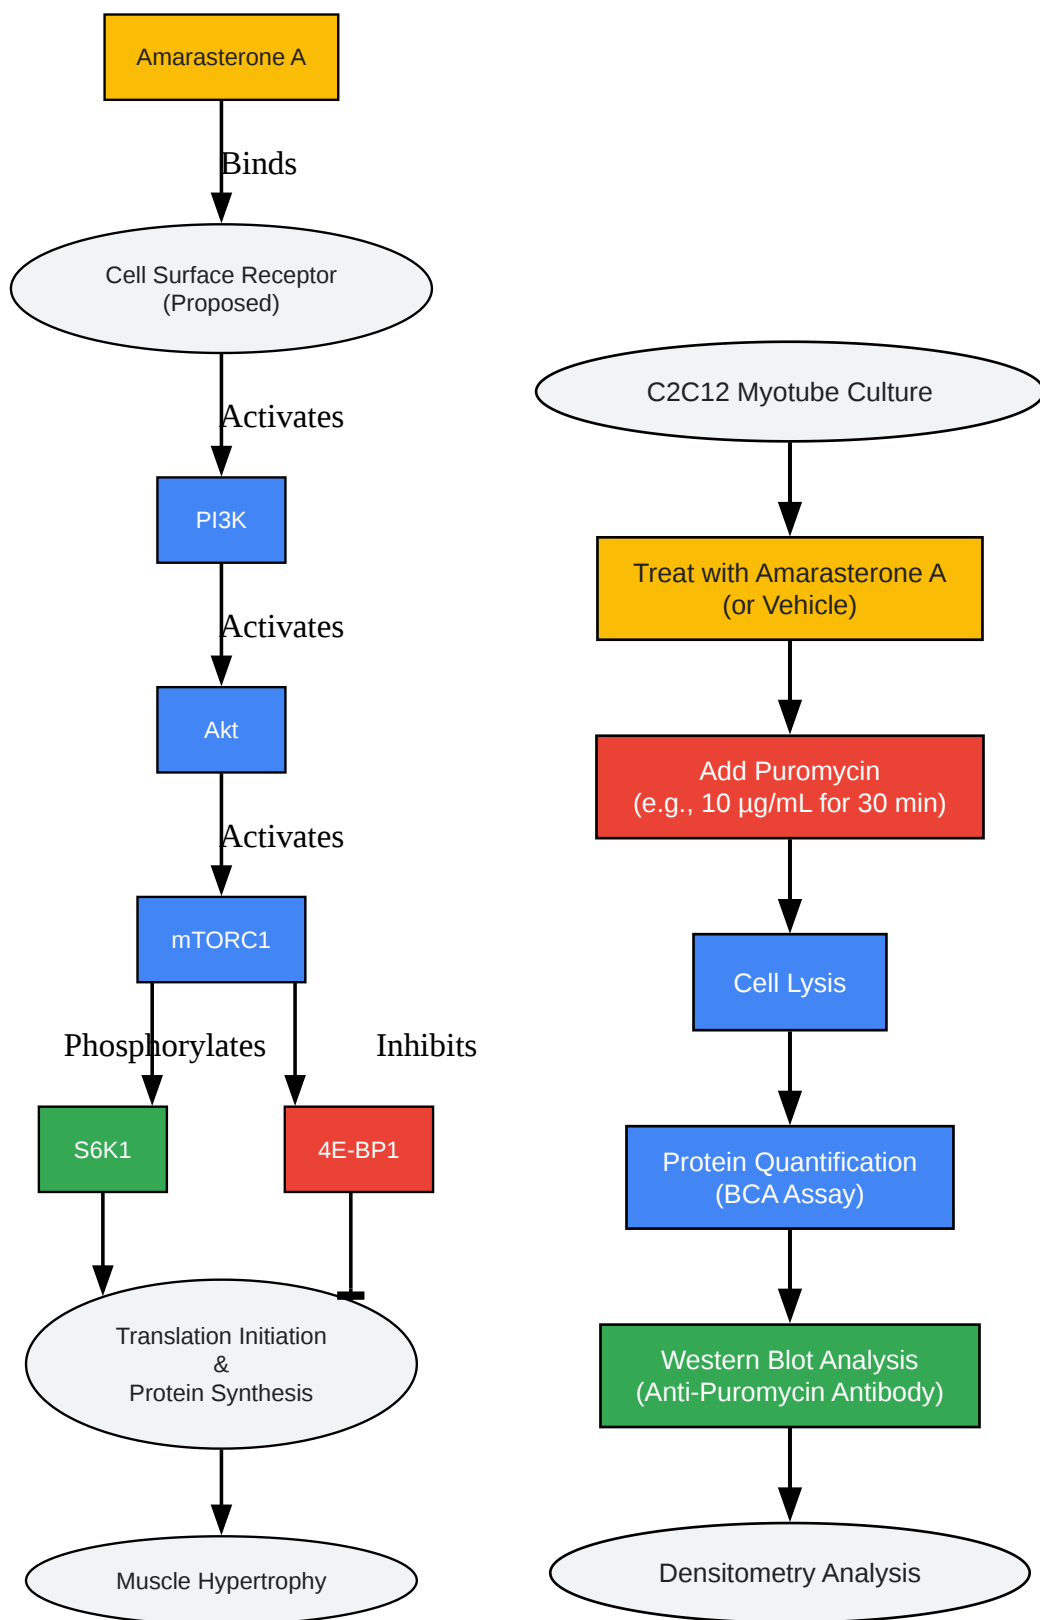 Amarasterone A
Binds
Cell Surface Receptor
(Proposed)
Activates
PI3K
Activates
Akt
Activates
mTORC1
Phosphorylates
Inhibits
S6K1
4E-BP1
Translation Initiation
&
Protein Synthesis
Muscle Hypertrophy
C2C12 Myotube Culture
Treat with Amarasterone A
(or Vehicle)
Add Puromycin
(e.g., 10 µg/mL for 30 min)
Cell Lysis
Protein Quantification
(BCA Assay)
Western Blot Analysis
(Anti-Puromycin Antibody)
Densitometry Analysis